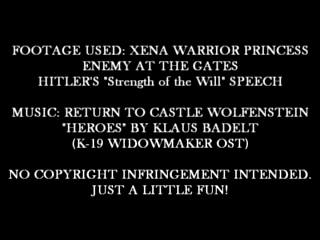 FOOTAGE USED: XENA WARRIOR PRINCESS
ENEMY AT THE GATES
HITLER'S "Strength of the Will" SPEECH
MUSIC: RETURN TO CASTLE WOLFENSTEIN
"HEROES" BY KLAUS BADELT
(K-19 WIDOWMAKER OST)
NO COPYRIGHT INFRINGEMENT INTENDED.
JUST A LITTLE FUN!